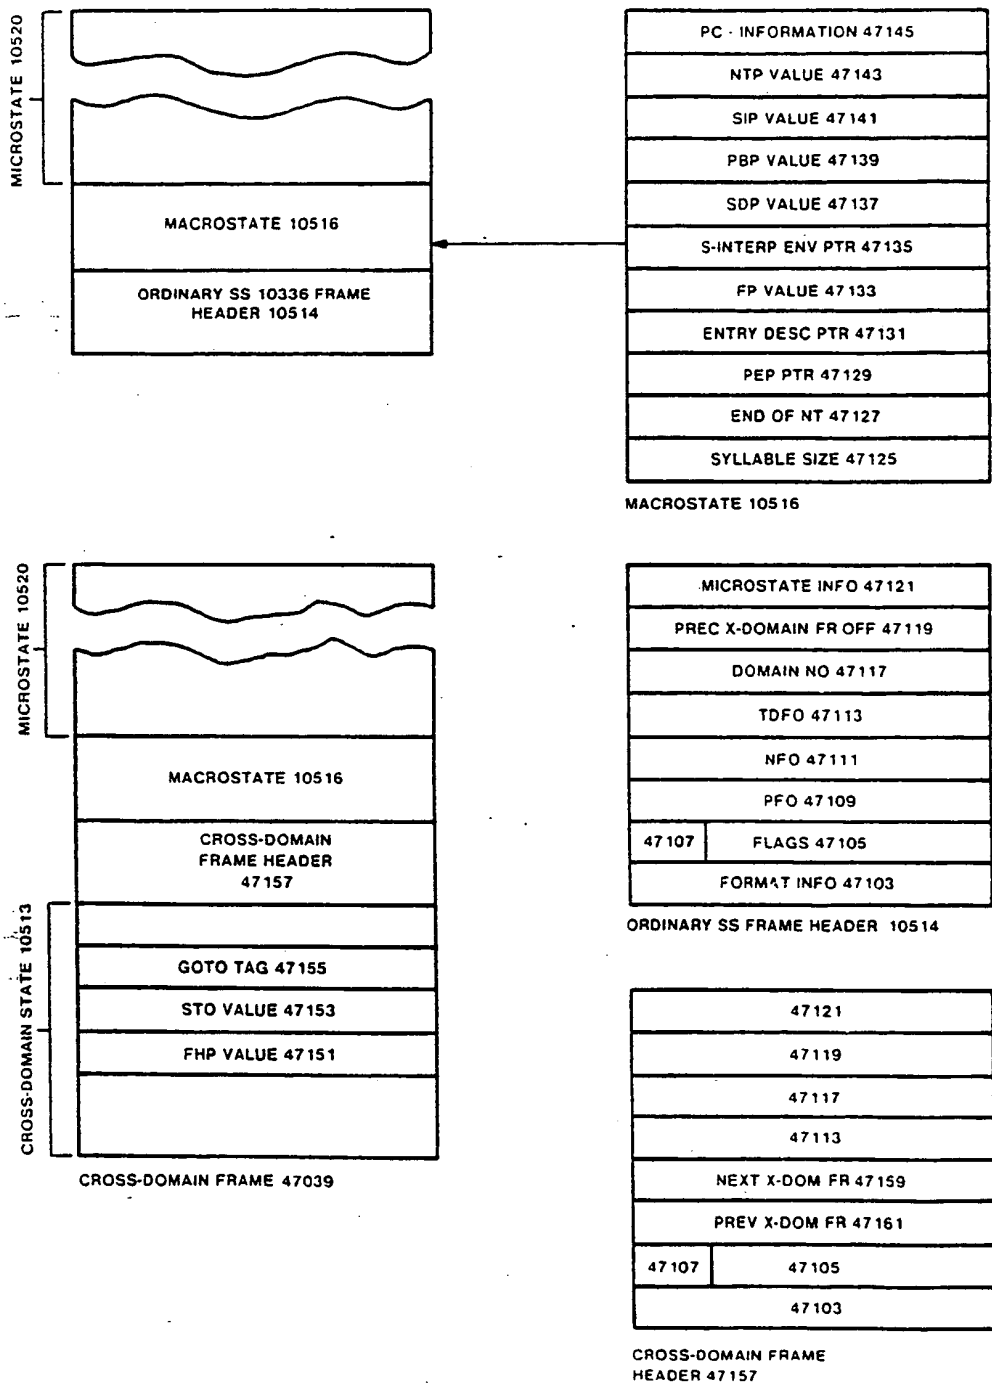 MICROSTATE 10520
MACROSTATE 10516
ORDINARY SS 10336 FRAME
HEADER 10514
PC - INFORMATION 47145
NTP VALUE 47143
SIP VALUE 47141
PBP VALUE 47139
SDP VALUE 47137
S-INTERP ENV PTR 47135
FP VALUE 47133
ENTRY DESC PTR 47131
PEP PTR 47129
END OF NT 47127
SYLLABLE SIZE 47125
MACROSTATE 10516
MICROSTATE 10520
MACROSTATE 10516
CROSS-DOMAIN
FRAME HEADER
47157
CROSS-DOMAIN STATE 10513
GOTO TAG 47155
STO VALUE 47153
FHP VALUE 47151
CROSS-DOMAIN FRAME 47039
MICROSTATE INFO 47121
PREC X-DOMAIN FR OFF 47119
DOMAIN NO 47117
TDFO 47113
NFO 47111
PFO 47109
47107 FLAGS 47105
FORMAT INFO 47103
ORDINARY SS FRAME HEADER 10514
47121
47119
47117
47113
NEXT X-DOM FR 47159
PREV X-DOM FR 47161
47107 47105
47103
CROSS-DOMAIN FRAME
HEADER 47157